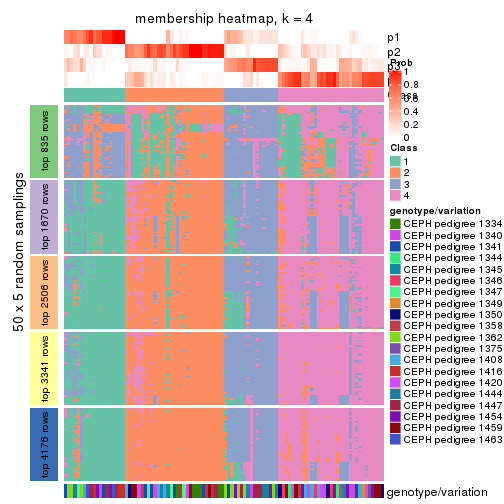 membership heatmap, k = 4
p1
p2
p3
p4
Prob
1
0.8
0.6
0.4
0.2
0
Class
Class
1
2
3
4
genotype/variation
CEPH pedigree 1334
CEPH pedigree 1340
CEPH pedigree 1341
CEPH pedigree 1344
CEPH pedigree 1345
CEPH pedigree 1346
CEPH pedigree 1347
CEPH pedigree 1349
CEPH pedigree 1350
CEPH pedigree 1358
CEPH pedigree 1362
CEPH pedigree 1375
CEPH pedigree 1408
CEPH pedigree 1416
CEPH pedigree 1420
CEPH pedigree 1444
CEPH pedigree 1447
CEPH pedigree 1454
CEPH pedigree 1459
CEPH pedigree 1463
50 x 5 random samplings
top 835 rows
top 1670 rows
top 2506 rows
top 3341 rows
top 4176 rows
genotype/variation